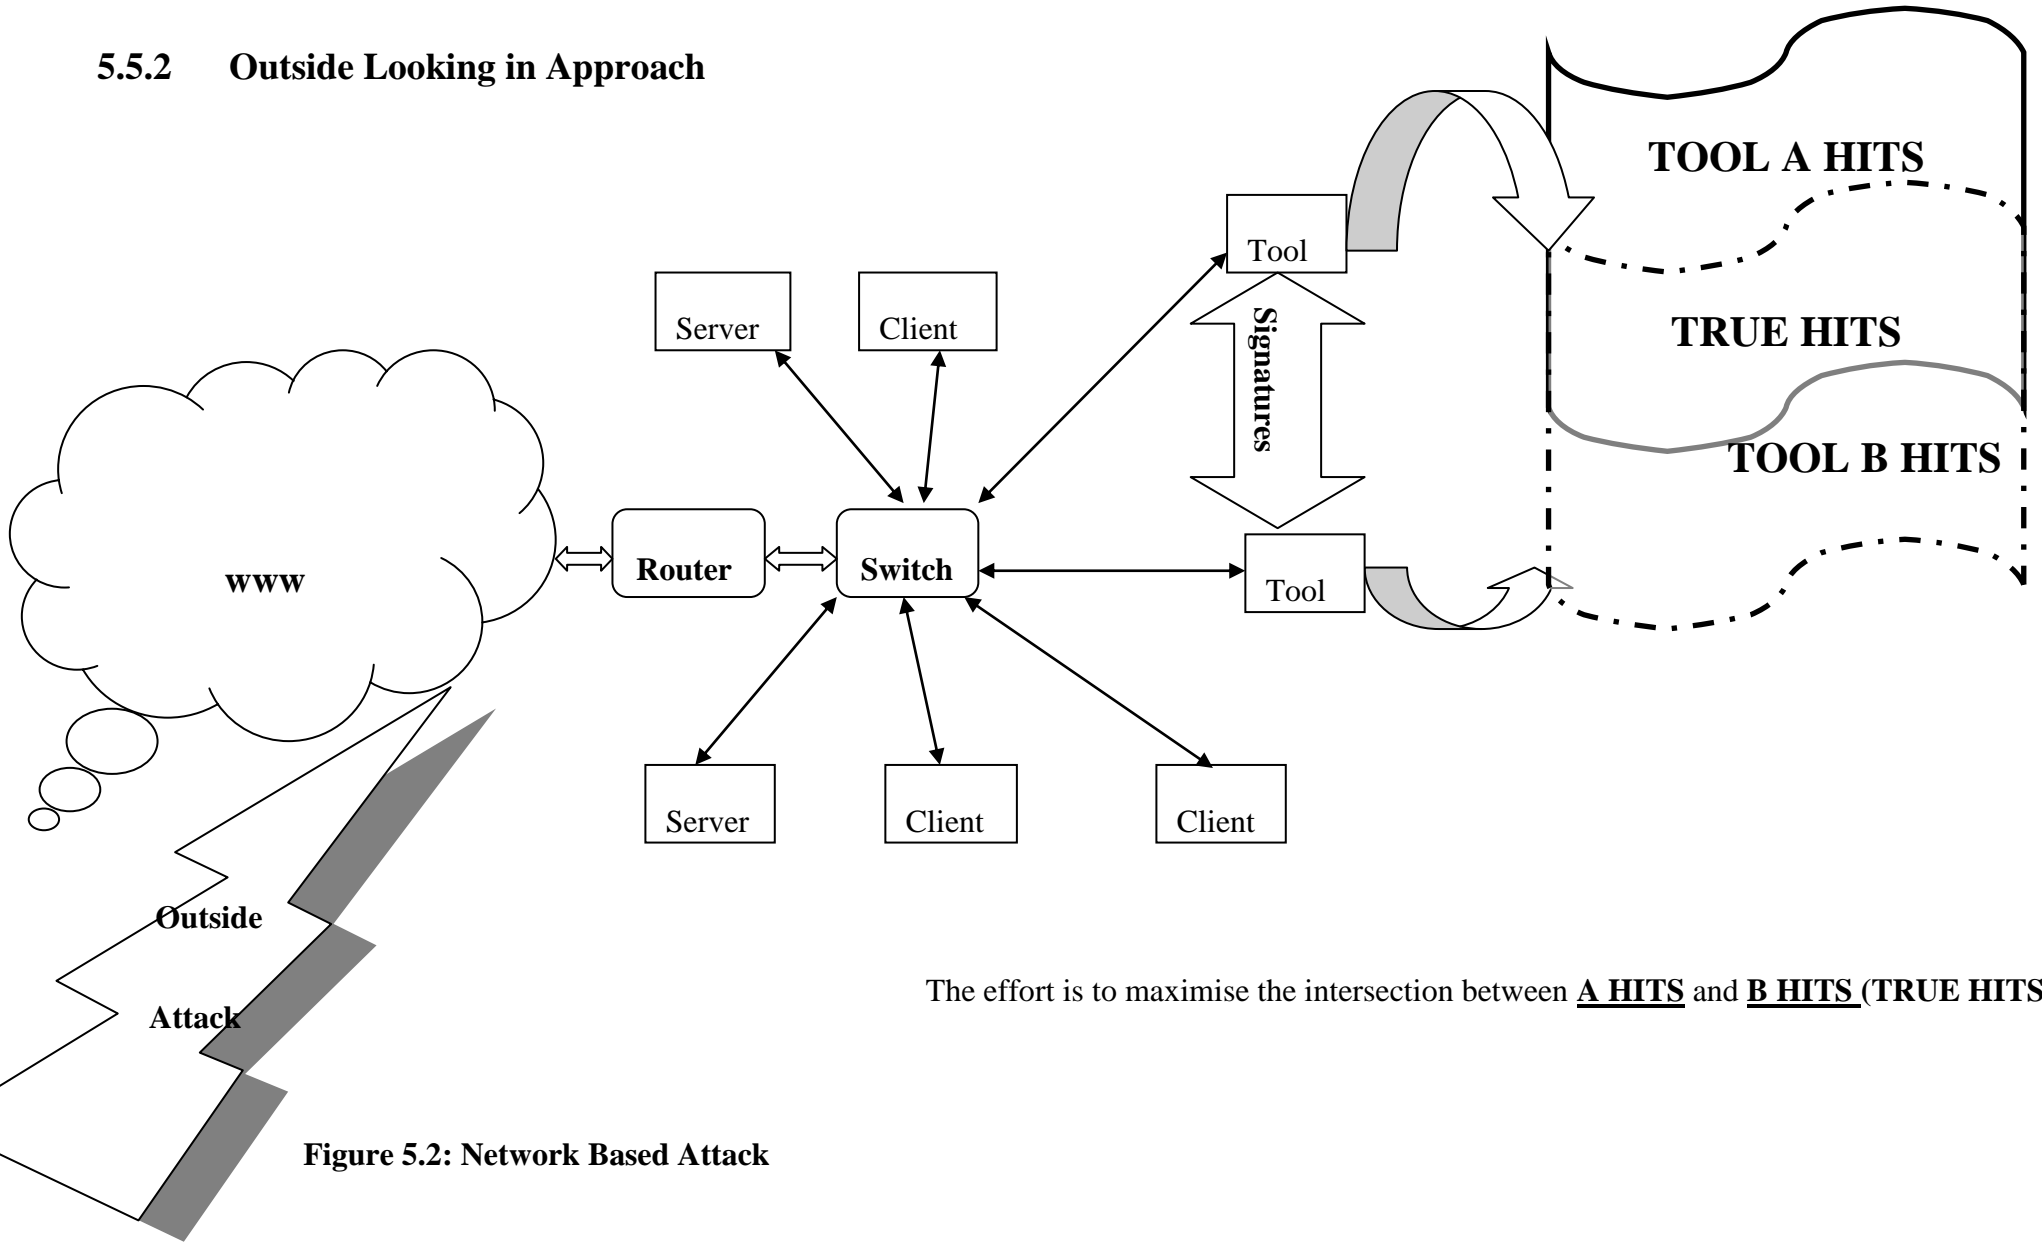 5.5.2 Outside Looking in Approach
TOOL A HITS
Tool
Server
Client
Signatures
TRUE HITS
TOOL B HITS
www
Router
Switch
Tool
Server
Client
Client
Outside
Attack
The effort is to maximise the intersection between A HITS and B HITS (TRUE HITS
Figure 5.2: Network Based Attack